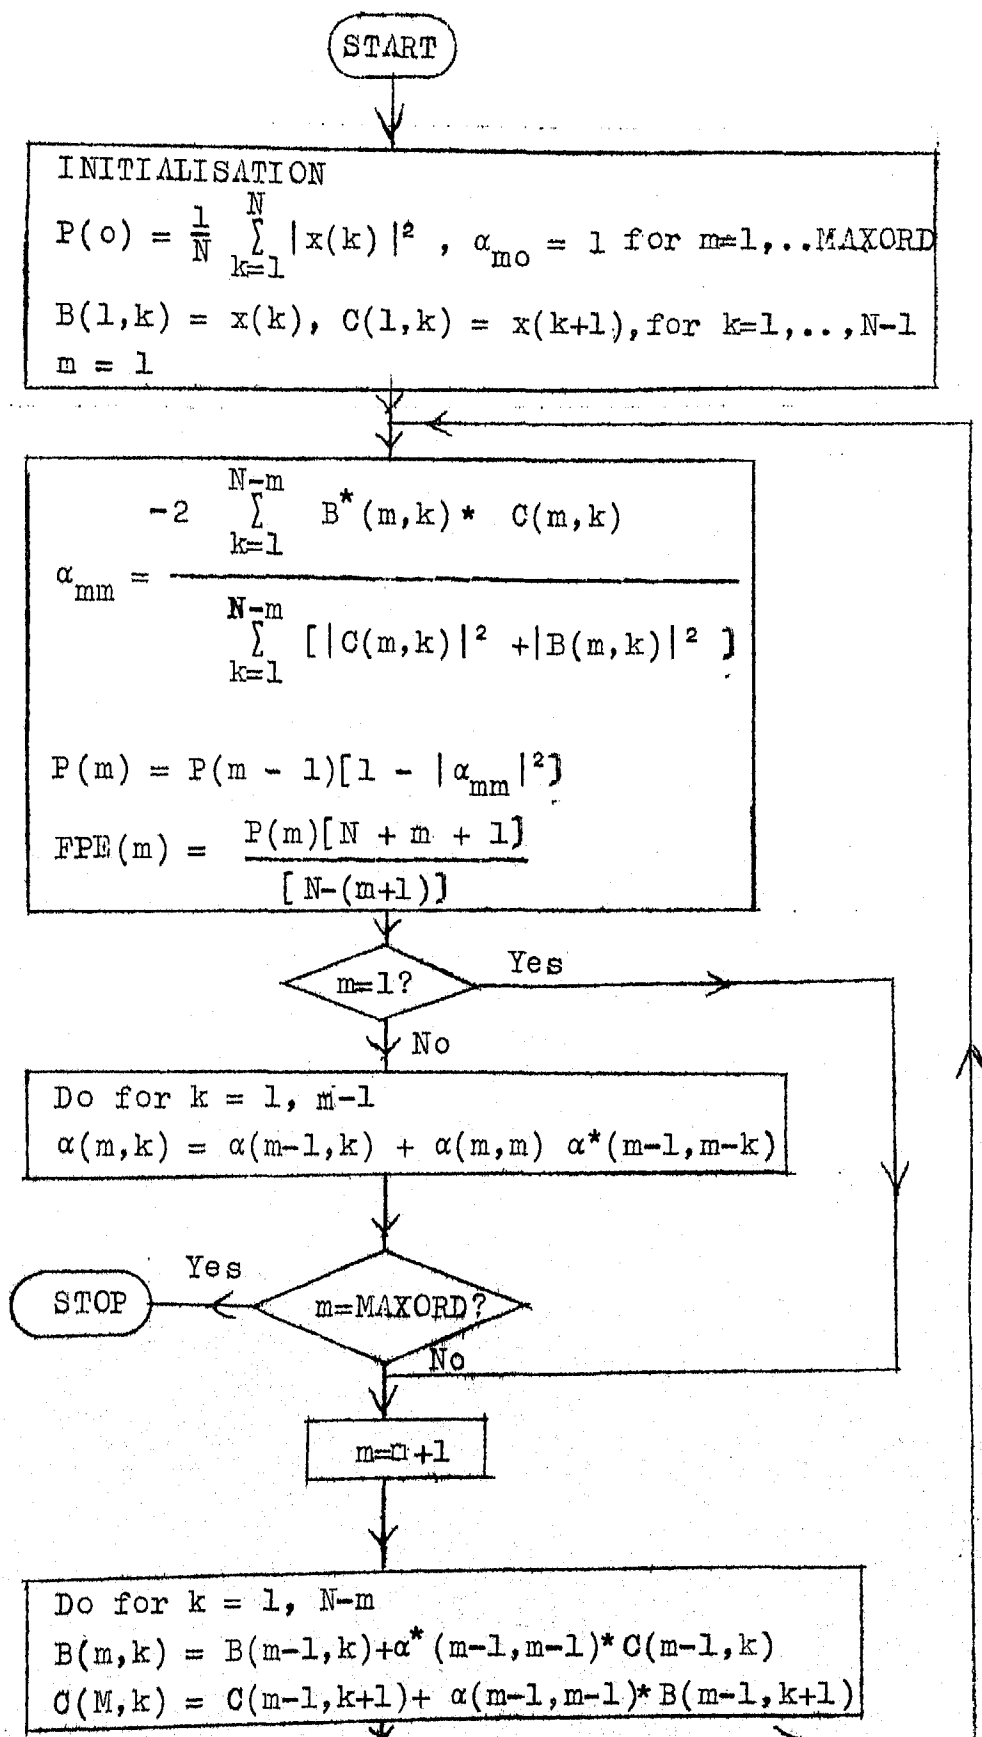 START
INITIALISATION
P(o) = 1/N N∑k=1 |x(k)|² , α_mo = 1 for m=1,..MAXORD
B(1,k) = x(k), C(1,k) = x(k+1), for k=1,..,N-1
m = 1
-2 N-m∑k=1 B*(m,k)* C(m,k)
α_mm =
N-m∑k=1 [|C(m,k)|² +|B(m,k)|² ]
P(m) = P(m - 1)[1 - |α_mm|²]
FPE(m) = P(m)[N + m + 1]
[N-(m+1)]
m=1?
Yes
No
Do for k = 1, m-1
α(m,k) = α(m-1,k) + α(m,m) α*(m-1,m-k)
Yes
STOP
m=MAXORD?
No
m=m+1
Do for k = 1, N-m
B(m,k) = B(m-1,k)+α*(m-1,m-1)*C(m-1,k)
C(M,k) = C(m-1,k+1)+ α(m-1,m-1)*B(m-1,k+1)